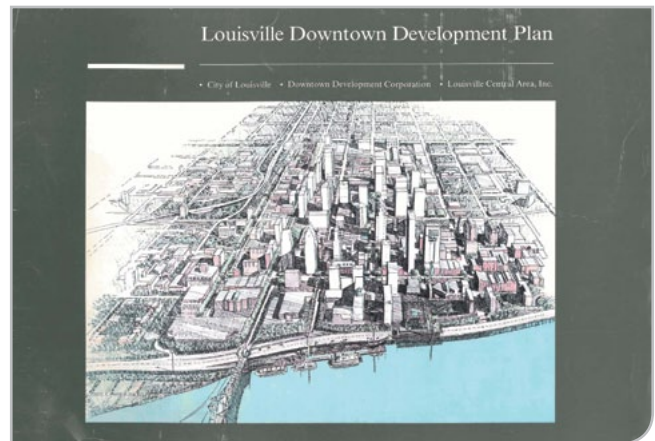 Louisville Downtown Development Plan
• City of Louisville • Downtown Development Corporation • Louisville Central Area, Inc.